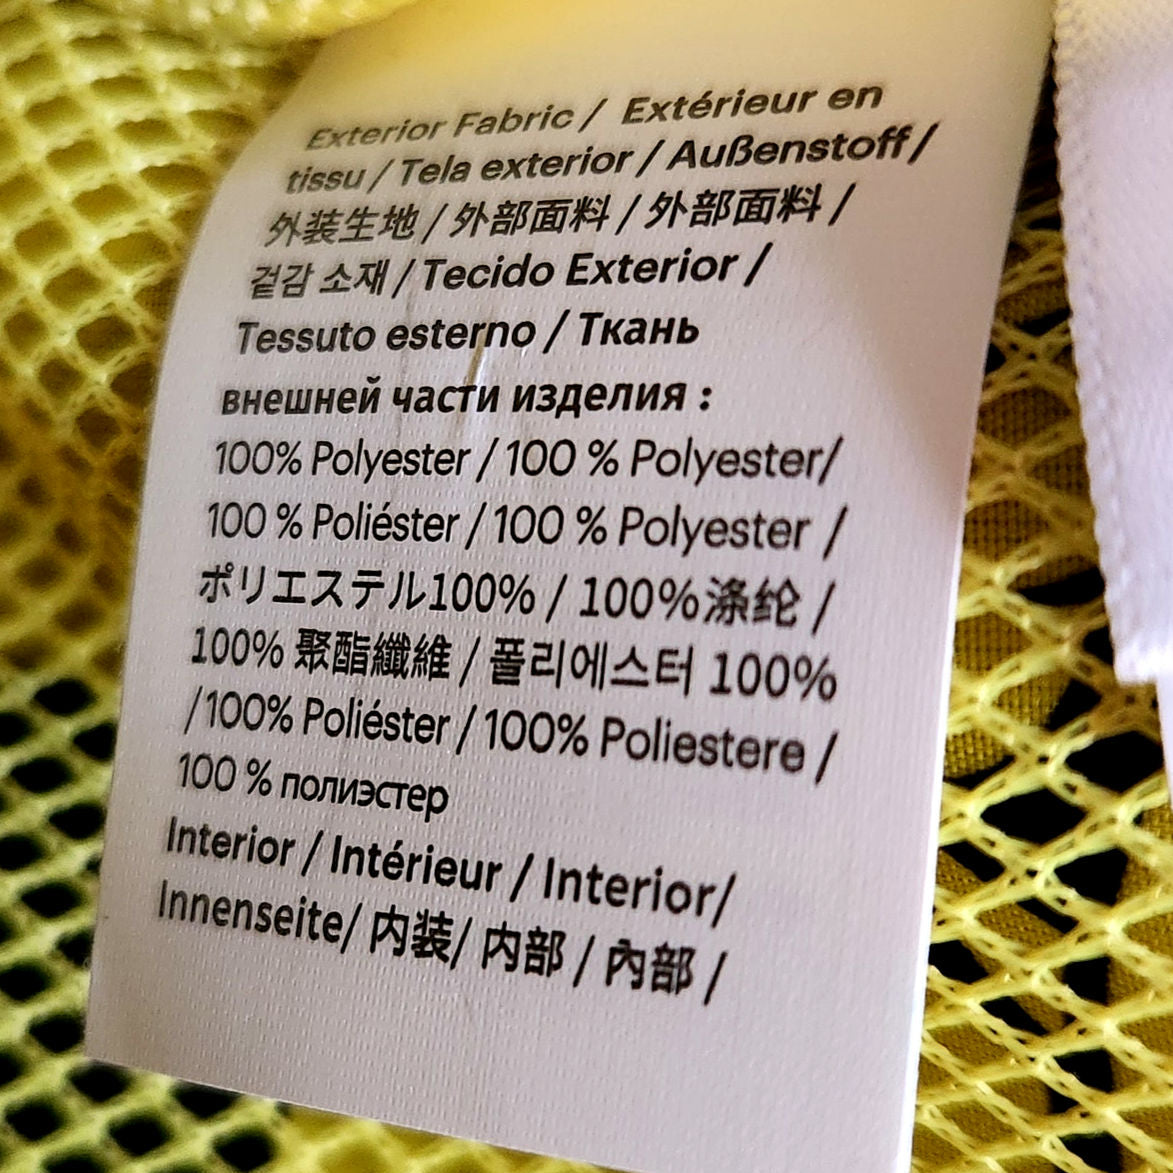 Exterior Fabric / Extérieur en
tissu / Tela exterior / Außenstoff /
外装生地 / 外部面料 / 外部面料 /
겉감 소재 / Tecido Exterior /
Tessuto esterno / Ткань
внешней части изделия :
100% Polyester / 100 % Polyester/
100 % Poliéster / 100 % Polyester /
ポリエステル100% / 100%涤纶 /
100% 聚酯纖維 / 폴리에스터 100%
/100% Poliéster / 100% Poliestere /
100 % полиэстер
Interior / Intérieur / Interior/
Innenseite/ 内装/ 内部 / 內部 /